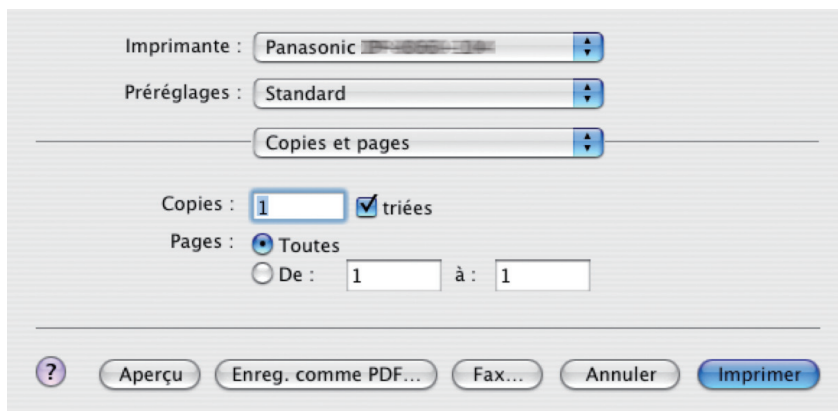 Imprimante : Panasonic
Préréglages : Standard
Copies et pages
Copies : 1 triées
Pages : Toutes
De : 1 à : 1
? Aperçu Enreg. comme PDF... Fax... Annuler Imprimer